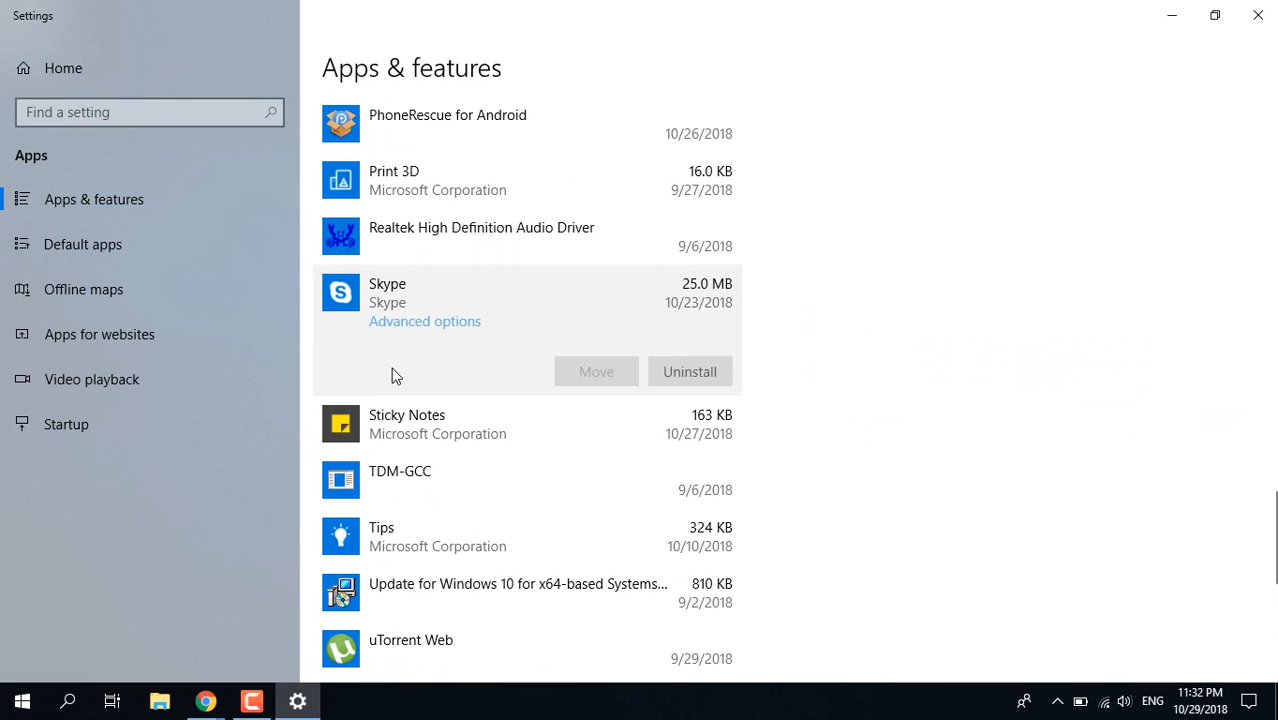 Settings
Home
Find a setting
Apps
Apps & features
Default apps
Offline maps
Apps for websites
Video playback
Startup
Apps & features
PhoneRescue for Android
10/26/2018
Print 3D 16.0 KB
Microsoft Corporation 9/27/2018
Realtek High Definition Audio Driver
9/6/2018
Skype 25.0 MB
Skype 10/23/2018
Advanced options
Move Uninstall
Sticky Notes 163 KB
Microsoft Corporation 10/27/2018
TDM-GCC
9/6/2018
Tips 324 KB
Microsoft Corporation 10/10/2018
Update for Windows 10 for x64-based Systems... 810 KB
9/2/2018
uTorrent Web
9/29/2018
ENG
11:32 PM
10/29/2018